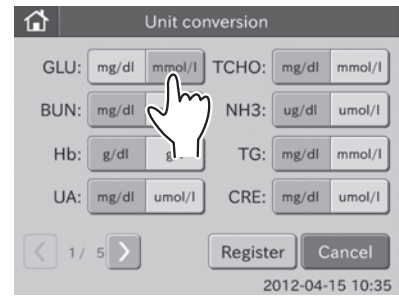 Unit conversion
GLU: mg/dl mmol/l TCHO: mg/dl mmol/l
BUN: mg/dl NH3: ug/dl umol/l
Hb: g/dl TG: mg/dl mmol/l
UA: mg/dl umol/l CRE: mg/dl umol/l
< 1/ 5 > Register Cancel
2012-04-15 10:35